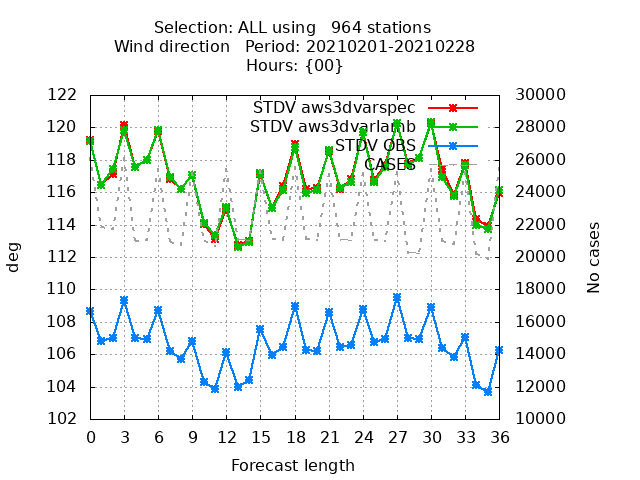 Selection: ALL using 964 stations
Wind direction Period: 20210201-20210228
Hours: {00}
STDV aws3dvarspec
STDV aws3dvarlamb
STDV OBS
CASES
122
120
118
116
114
112
110
108
106
104
102
30000
28000
26000
24000
22000
20000
18000
16000
14000
12000
10000
deg
No cases
0 3 6 9 12 15 18 21 24 27 30 33 36
Forecast length